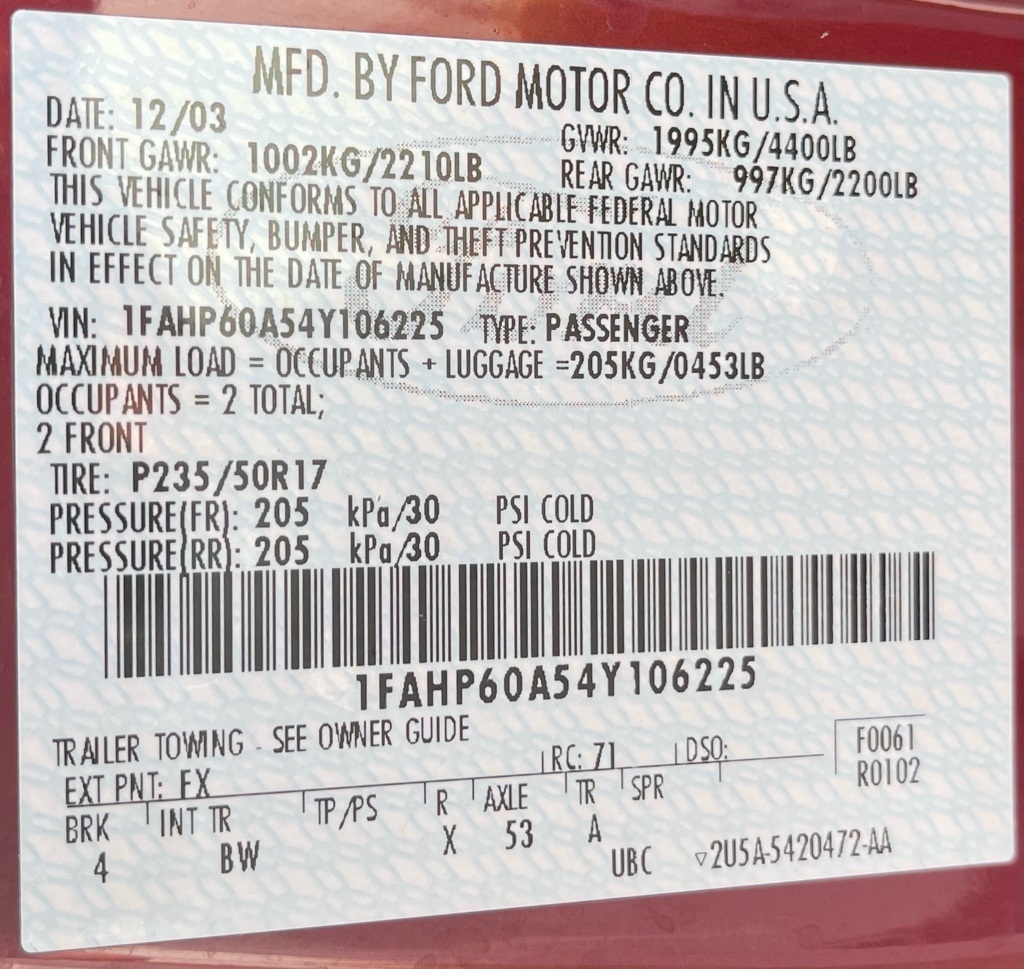 MFD. BY FORD MOTOR CO. IN U.S.A.
DATE: 12/03 GVWR: 1995KG/4400LB
FRONT GAWR: 1002KG/2210LB REAR GAWR: 997KG/2200LB
THIS VEHICLE CONFORMS TO ALL APPLICABLE FEDERAL MOTOR
VEHICLE SAFETY, BUMPER, AND THEFT PREVENTION STANDARDS
IN EFFECT ON THE DATE OF MANUFACTURE SHOWN ABOVE.
VIN: 1FAHP60A54Y106225 TYPE: PASSENGER
MAXIMUM LOAD = OCCUPANTS + LUGGAGE =205KG/0453LB
OCCUPANTS = 2 TOTAL;
2 FRONT
TIRE: P235/50R17
PRESSURE(FR): 205 kPa/30 PSI COLD
PRESSURE(RR): 205 kPa/30 PSI COLD
1FAHP60A54Y106225
TRAILER TOWING - SEE OWNER GUIDE
EXT PNT: FX RC: 71 DSO: F0061
R0102
BRK INT TR TP/PS R AXLE TR SPR
4 BW X 53 A
UBC ▽2U5A-5420472-AA